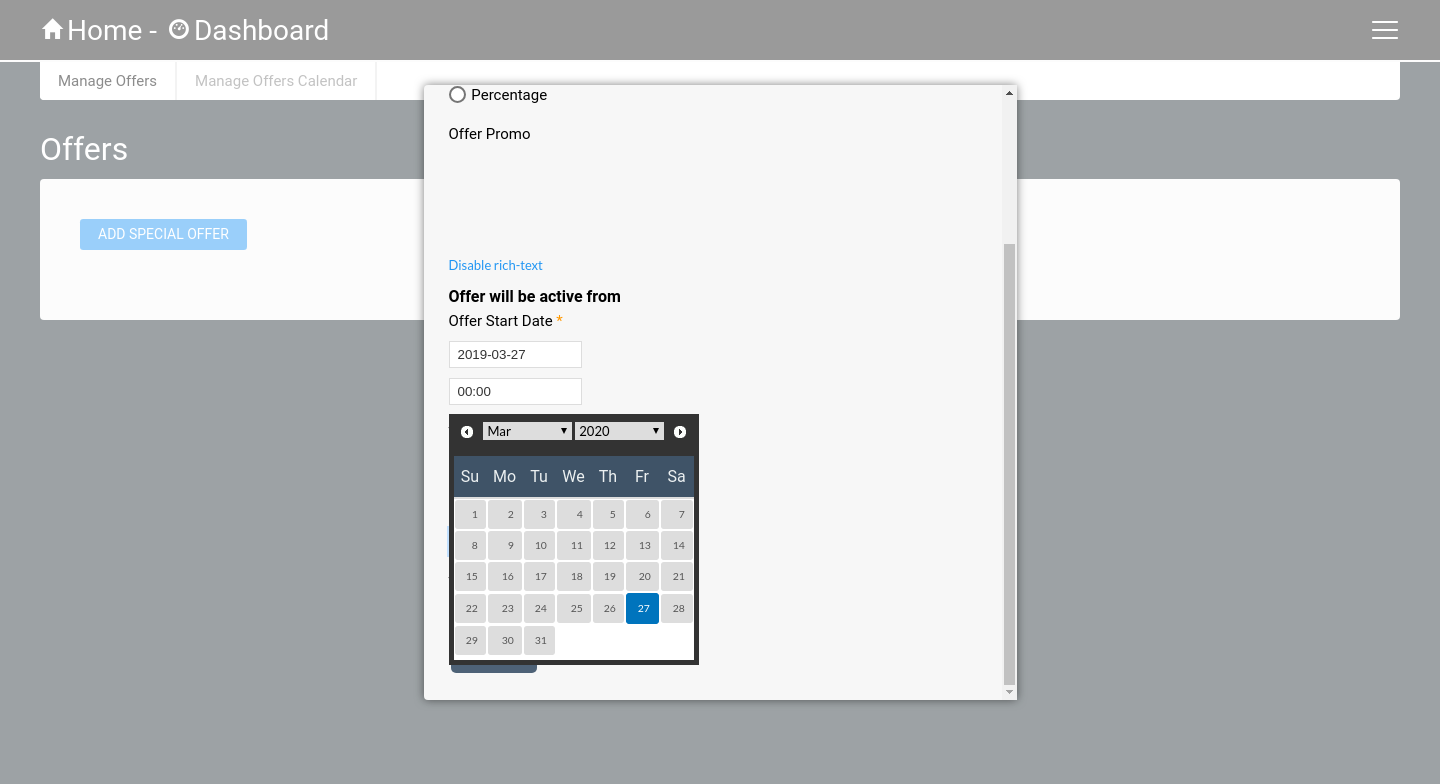 Home - Dashboard
Manage Offers Manage Offers Calendar
Percentage
Offer Promo
Offers
ADD SPECIAL OFFER
Disable rich-text
Offer will be active from
Offer Start Date *
2019-03-27
00:00
Mar 2020
Su Mo Tu We Th Fr Sa
1 2 3 4 5 6 7
8 9 10 11 12 13 14
15 16 17 18 19 20 21
22 23 24 25 26 27 28
29 30 31